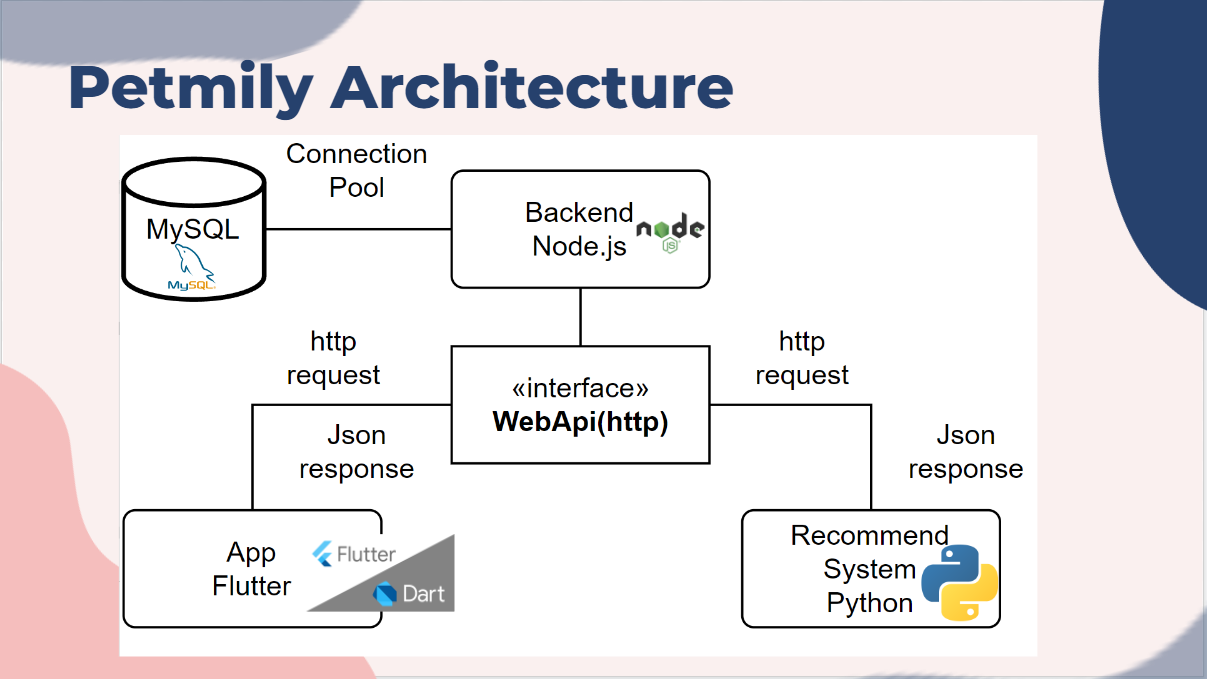 Petmily Architecture
Connection
Pool
MySQL
MySQL
Backend
Node.js
node
JS
http
request
«interface»
WebApi(http)
http
request
Json
response
Json
response
App
Flutter
Flutter
Dart
Recommend
System
Python